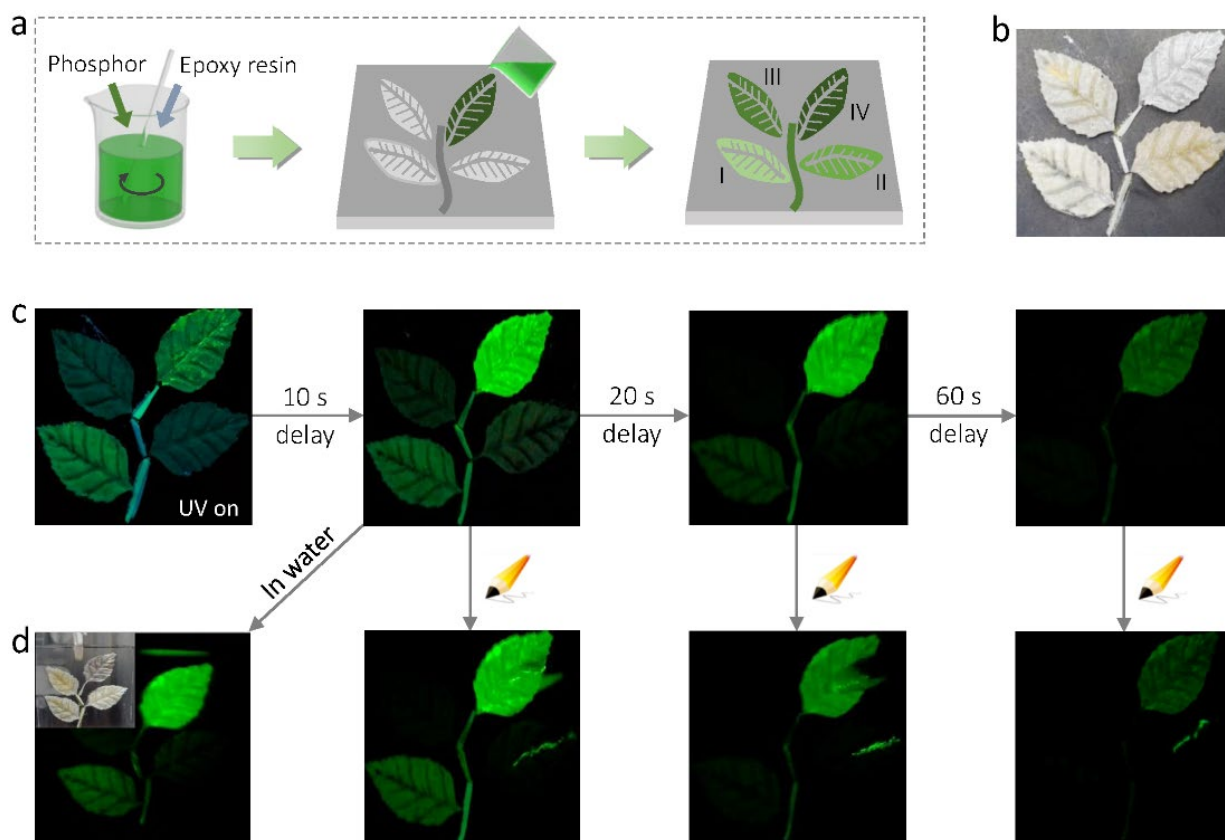 a
Phosphor
Epoxy resin
III
IV
I
II
b
c
UV on
10 s
delay
20 s
delay
60 s
delay
In water
d